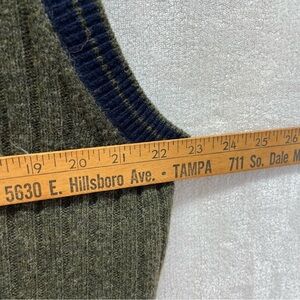 19 20 21 22 23 24 25 26
5630 E. Hillsboro Ave. - TAMPA 711 So. Dale M